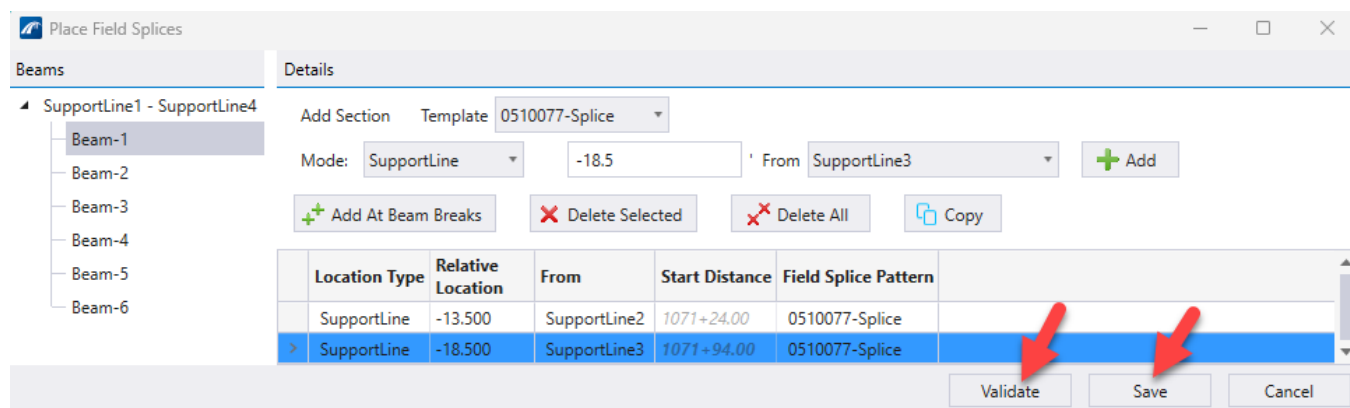 Place Field Splices
Beams
Details
SupportLine1 - SupportLine4
Beam-1
Beam-2
Beam-3
Beam-4
Beam-5
Beam-6
Add Section Template 0510077-Splice
Mode: SupportLine -18.5 ' From SupportLine3 Add
Add At Beam Breaks Delete Selected Delete All Copy
Location Type Relative Location From Start Distance Field Splice Pattern
SupportLine -13.500 SupportLine2 1071+24.00 0510077-Splice
SupportLine -18.500 SupportLine3 1071+94.00 0510077-Splice
Validate Save Cancel